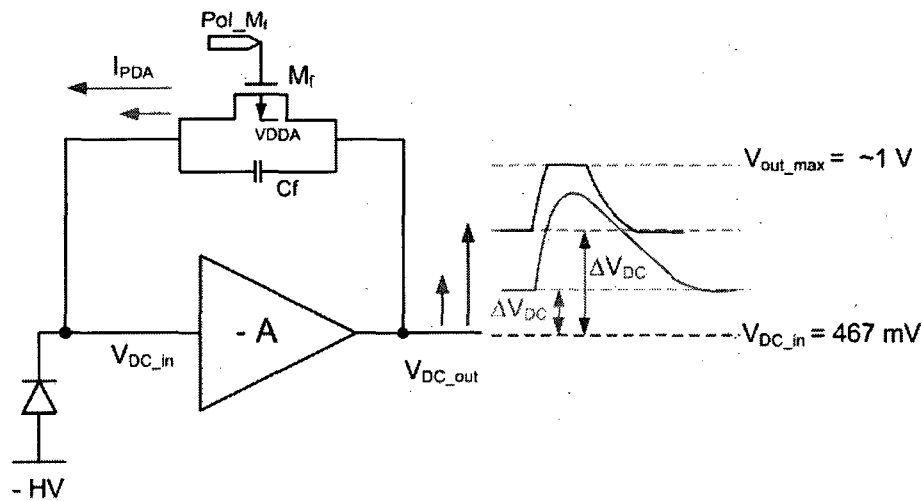 Pol_Mf
IPDA
Mf
VDDA
Cf
Vout_max = ~1 V
ΔVDC
ΔVDC
- A
VDC_in = 467 mV
VDC_in
VDC_out
- HV